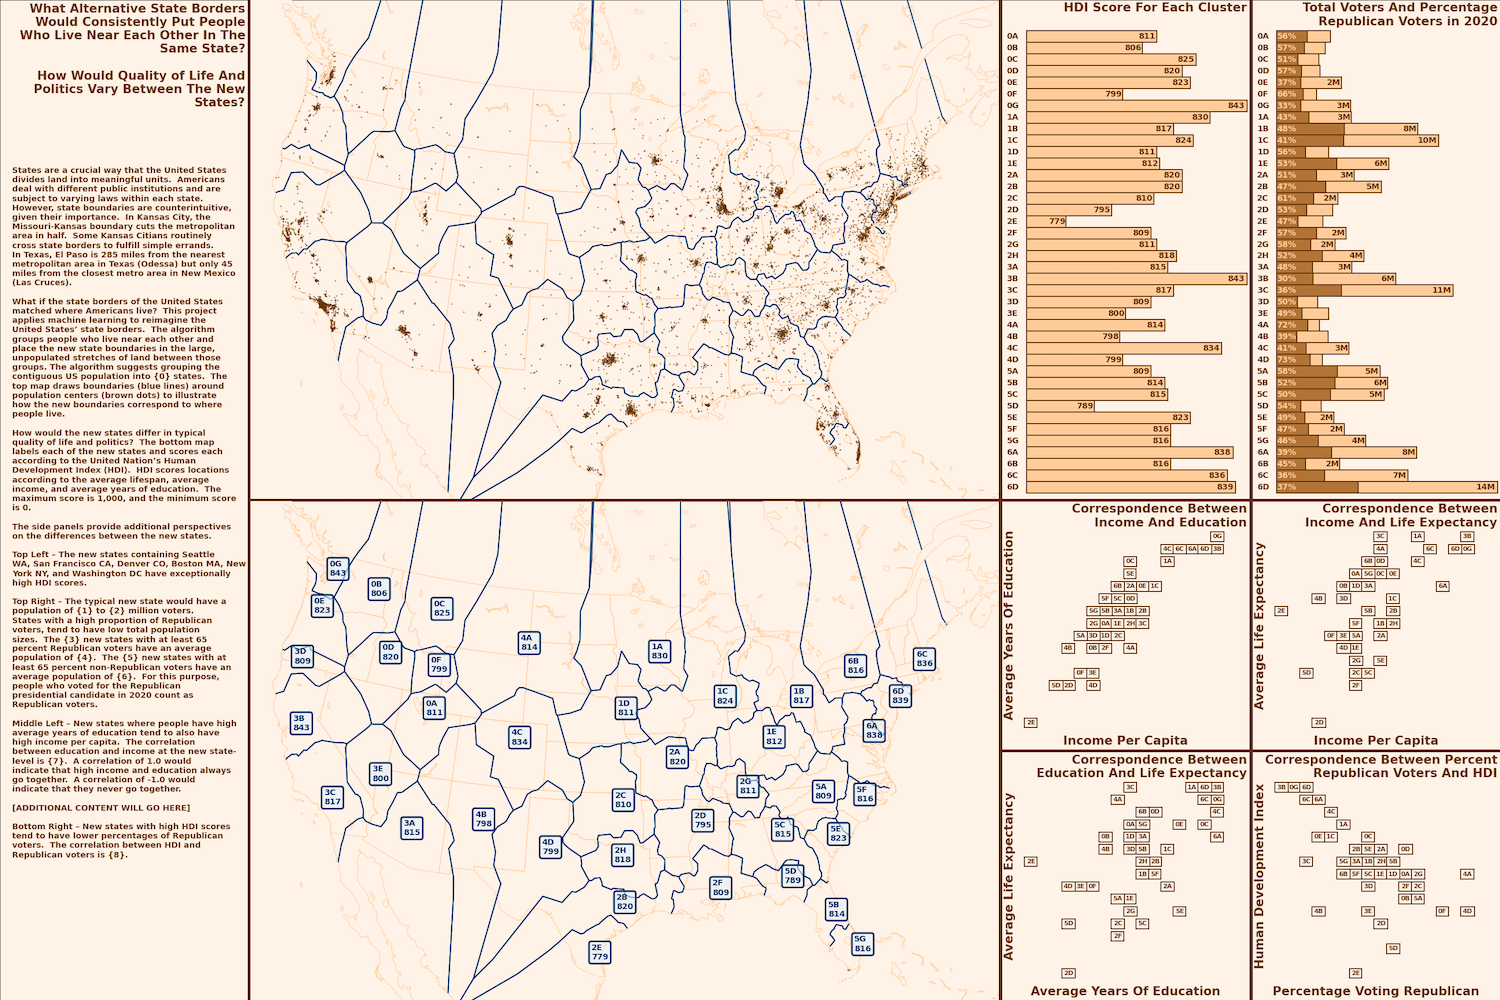 What Alternative State Borders
Would Consistently Put People
Who Live Near Each Other In The
Same State?
How Would Quality of Life And
Politics Vary Between The New
States?
States are a crucial way that the United States
divides land into meaningful units.  Americans
deal with different public institutions and are
subject to varying laws within each state.
However, state boundaries are counterintuitive,
given their importance.  In Kansas City, the
Missouri-Kansas boundary cuts the metropolitan
area in half.  Some Kansas Citians routinely
cross state borders to fulfill simple errands.
In Texas, El Paso is 285 miles from the nearest
metropolitan area in Texas (Odessa) but only 45
miles from the closest metro area in New Mexico
(Las Cruces).
What if the state borders of the United States
matched where Americans live?  This project
applies machine learning to reimagine the
United States’ state borders.  The algorithm
groups people who live near each other and
place the new state boundaries in the large,
unpopulated stretches of land between those
groups. The algorithm suggests grouping the
contiguous US population into {0} states.  The
top map draws boundaries (blue lines) around
population centers (brown dots) to illustrate
how the new boundaries correspond to where
people live.
How would the new states differ in typical
quality of life and politics?  The bottom map
labels each of the new states and scores each
according to the United Nation’s Human
Development Index (HDI).  HDI scores locations
according to the average lifespan, average
income, and average years of education.  The
maximum score is 1,000, and the minimum score
is 0.
The side panels provide additional perspectives
on the differences between the new states.
Top Left – The new states containing Seattle
WA, San Francisco CA, Denver CO, Boston MA, New
York NY, and Washington DC have exceptionally
high HDI scores.
Top Right – The typical new state would have a
population of {1} to {2} million voters.
States with a high proportion of Republican
voters, tend to have low total population
sizes.  The {3} new states with at least 65
percent Republican voters have an average
population of {4}.  The {5} new states with at
least 65 percent non-Republican voters have an
average population of {6}.  For this purpose,
people who voted for the Republican
presidential candidate in 2020 count as
Republican voters.
Middle Left – New states where people have high
average years of education tend to also have
high income per capita.  The correlation
between education and income at the new state-
level is {7}.  A correlation of 1.0 would
indicate that high income and education always
go together.  A correlation of -1.0 would
indicate that they never go together.
[ADDITIONAL CONTENT WILL GO HERE]
Bottom Right – New states with high HDI scores
tend to have lower percentages of Republican
voters.  The correlation between HDI and
Republican voters is {8}.
0G
843
0B
806
0E
823
0C
825
3D
809
0D
820
0F
799
4A
814
1A
830
6B
816
6C
836
0A
811
1D
811
1C
824
1B
817
6D
839
3B
843
4C
834
1E
812
6A
838
2A
820
3E
800
2G
811
3C
817
2C
810
5A
809
5F
816
3A
815
4B
798
2D
795
5C
815
5E
823
4D
799
2H
818
5D
789
2F
809
2B
820
5B
814
2E
779
5G
816
HDI Score For Each Cluster
0A 811
0B 806
0C 825
0D 820
0E 823
0F 799
0G 843
1A 830
1B 817
1C 824
1D 811
1E 812
2A 820
2B 820
2C 810
2D 795
2E 779
2F 809
2G 811
2H 818
3A 815
3B 843
3C 817
3D 809
3E 800
4A 814
4B 798
4C 834
4D 799
5A 809
5B 814
5C 815
5D 789
5E 823
5F 816
5G 816
6A 838
6B 816
6C 836
6D 839
Total Voters And Percentage
Republican Voters in 2020
0A 56%
0B 57%
0C 51%
0D 57%
0E 37% 2M
0F 66%
0G 33% 3M
1A 43% 3M
1B 48% 8M
1C 41% 10M
1D 56%
1E 53% 6M
2A 51% 3M
2B 47% 5M
2C 61% 2M
2D 53%
2E 47%
2F 57% 2M
2G 58% 2M
2H 52% 4M
3A 48% 3M
3B 30% 6M
3C 36% 11M
3D 50%
3E 49%
4A 72%
4B 39%
4C 41% 3M
4D 73%
5A 58% 5M
5B 52% 6M
5C 50% 5M
5D 54%
5E 49% 2M
5F 47% 2M
5G 46% 4M
6A 39% 8M
6B 45% 2M
6C 36% 7M
6D 37% 14M
Correspondence Between
Income And Education
Average Years Of Education
0G
4C 6C 6A 6D 3B
0C 1A
5E
6B 2A 0E 1C
5F 5C 0D
5G 5B 3A 1B 2B
2G 0A 1E 2H 3C
5A 3D 1D 2C
4B 0B 2F 4A
0F 3E
5D 2D 4D
2E
Income Per Capita
Correspondence Between
Income And Life Expectancy
Average Life Expectancy
3C 1A 3B
4A 6C 6D 0G
6B 0D 4C
0A 5G 0C 0E
0B 1D 3A 6A
4B 3D 1C
2E 5B 2B
5F 1B 2H
0F 3E 5A 2A
4D 1E
2G 5E
5D 2C 5C
2F
2D
Income Per Capita
Correspondence Between
Education And Life Expectancy
Average Life Expectancy
3C 1A 6D 3B
4A 6C 0G
6B 0D 4C
0A 5G 0E 0C
0B 1D 3A 6A
4B 3D 5B 1C
2E 2H 2B
1B 5F
4D 3E 0F 2A
5A 1E
2G 5E
5D 2C 5C
2F
2D
Average Years Of Education
Correspondence Between Percent
Republican Voters And HDI
Human Development Index
3B 0G 6D
6C 6A
4C
1A
0E 1C 0C
2B 5E 2A 0D
3C 5G 3A 1B 2H 5B
6B 5F 5C 1E 1D 0A 2G 4A
3D 2F 2C
0B 5A
4B 3E 0F 4D
2D
5D
2E
Percentage Voting Republican